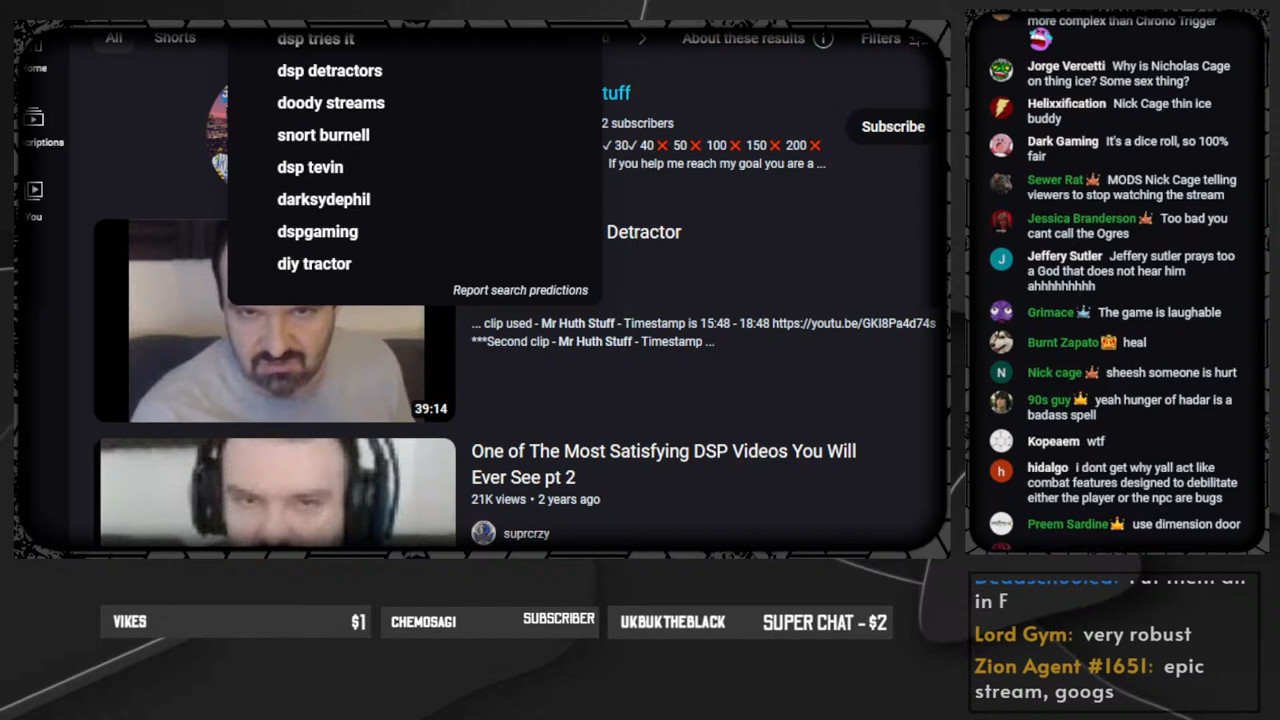 All
Shorts
dsp tries it
About these results
Filters
ome
criptions
You
dsp detractors
doody streams
snort burnell
dsp tevin
darksydephil
dspgaming
diy tractor
Report search predictions
tuff
2 subscribers
30✓ 40❌ 50❌ 100❌ 150❌ 200❌
If you help me reach my goal you are a ...
Subscribe
Detractor
... clip used - Mr Huth Stuff - Timestamp is 15:48 - 18:48 https://youtu.be/GKI8Pa4d74s
***Second clip - Mr Huth Stuff - Timestamp ...
39:14
One of The Most Satisfying DSP Videos You Will
Ever See pt 2
21K views • 2 years ago
suprcrzy
more complex than Chrono Trigger
Jorge Vercetti Why is Nicholas Cage
on thing ice? Some sex thing?
Helixxification Nick Cage thin ice
buddy
Dark Gaming It's a dice roll, so 100%
fair
Sewer Rat MODS Nick Cage telling
viewers to stop watching the stream
Jessica Branderson Too bad you
cant call the Ogres
Jeffery Sutler Jeffery sutler prays too
a God that does not hear him
ahhhhhhhhh
Grimace The game is laughable
Burnt Zapato heal
Nick cage sheesh someone is hurt
90s guy yeah hunger of hadar is a
badass spell
Kopeaem wtf
hidalgo i dont get why yall act like
combat features designed to debilitate
either the player or the npc are bugs
Preem Sardine use dimension door
in F
Lord Gym: very robust
Zion Agent #1651: epic
stream, googs
VIKES $1
CHEMOSAGI SUBSCRIBER
UKBUKTHEBLACK SUPER CHAT - $2